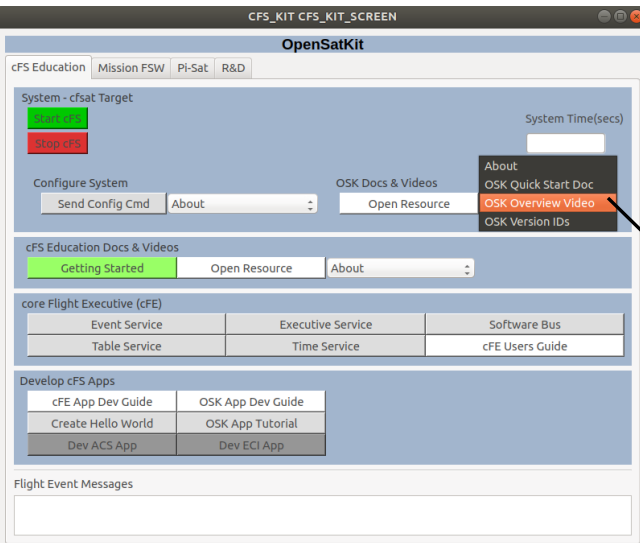 CFS_KIT CFS_KIT_SCREEN
OpenSatKit
cFS Education Mission FSW Pi-Sat R&D
System - cfsat Target
Start cFS
System Time(secs)
Stop cFS
About
Configure System OSK Docs & Videos OSK Quick Start Doc
Send Config Cmd About Open Resource OSK Overview Video
OSK Version IDs
cFS Education Docs & Videos
Getting Started Open Resource About
core Flight Executive (cFE)
Event Service Executive Service Software Bus
Table Service Time Service cFE Users Guide
Develop cFS Apps
cFE App Dev Guide OSK App Dev Guide
Create Hello World OSK App Tutorial
Dev ACS App Dev ECI App
Flight Event Messages